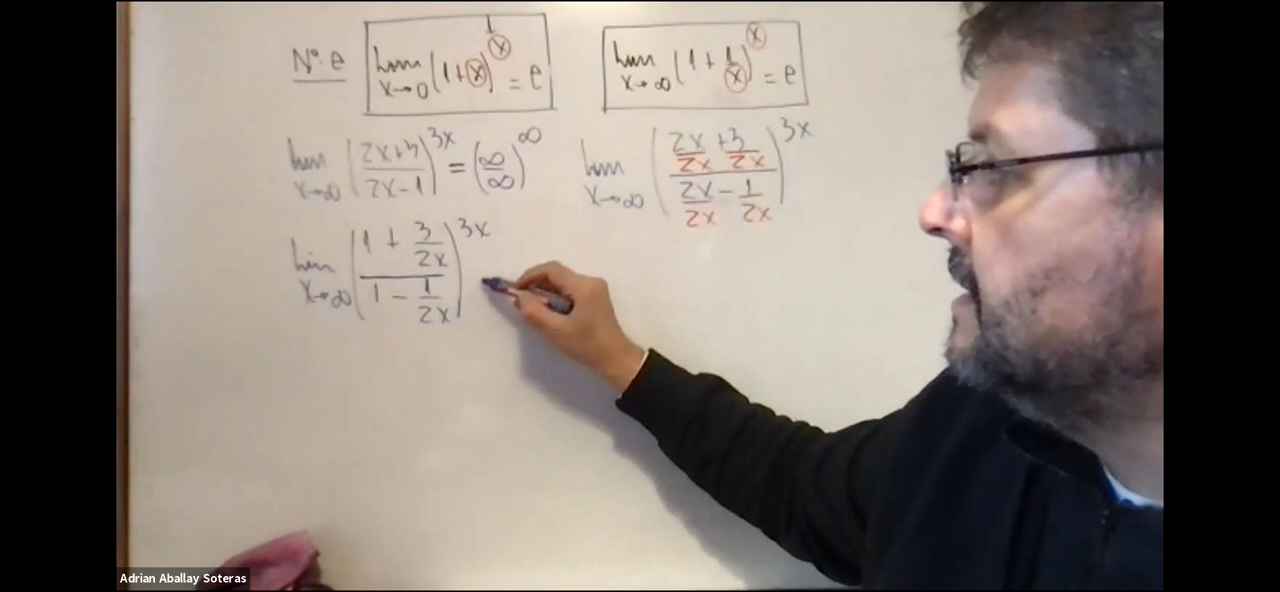 Nº e lim x→0 (1+x)^(1/x) = e lim x→∞ (1 + 1/x)^x = e
lim x→∞ ((2x+3)/(2x-1))^(3x) = (∞/∞)^∞ lim x→∞ ((2x/2x + 3/2x)/(2x/2x - 1/2x))^(3x)
lim x→∞ ((1 + 3/2x)/(1 - 1/2x))^(3x)
Adrian Aballay Soteras